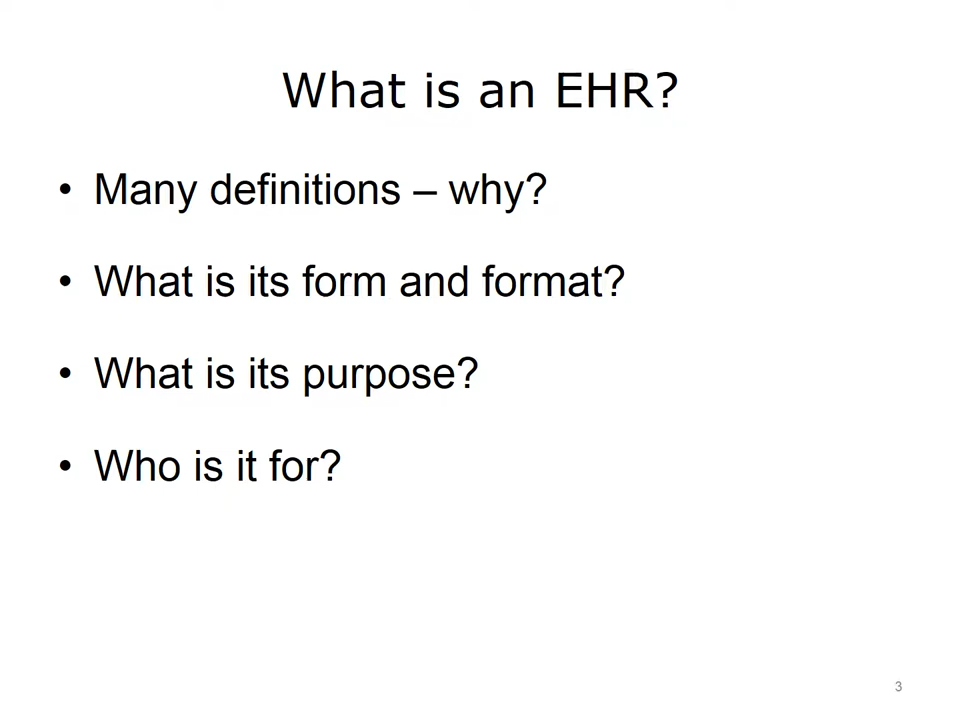 What is an EHR?
• Many definitions – why?
• What is its form and format?
• What is its purpose?
• Who is it for?
3